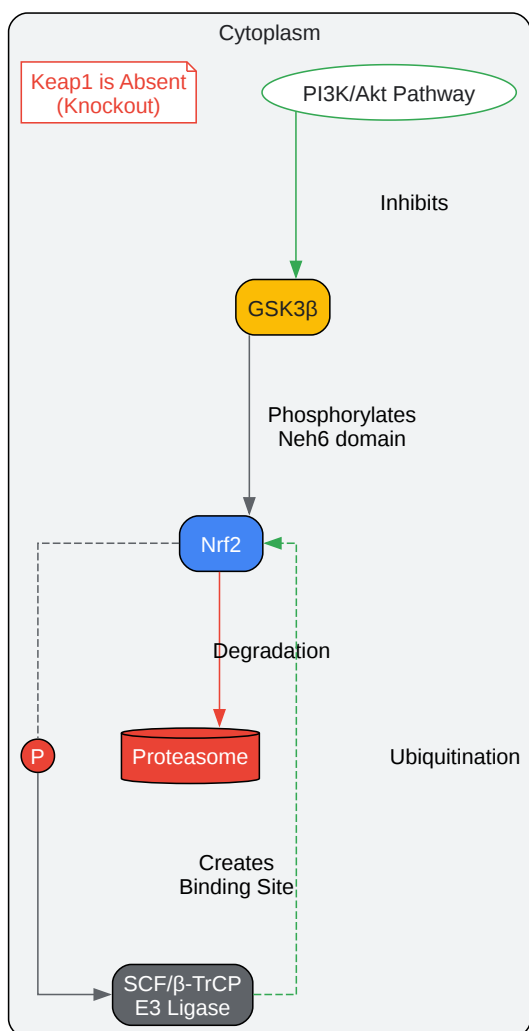 Cytoplasm
Keap1 is Absent
(Knockout)
PI3K/Akt Pathway
Inhibits
GSK3β
Phosphorylates
Neh6 domain
Nrf2
Degradation
P
Proteasome
Ubiquitination
Creates
Binding Site
SCF/β-TrCP
E3 Ligase